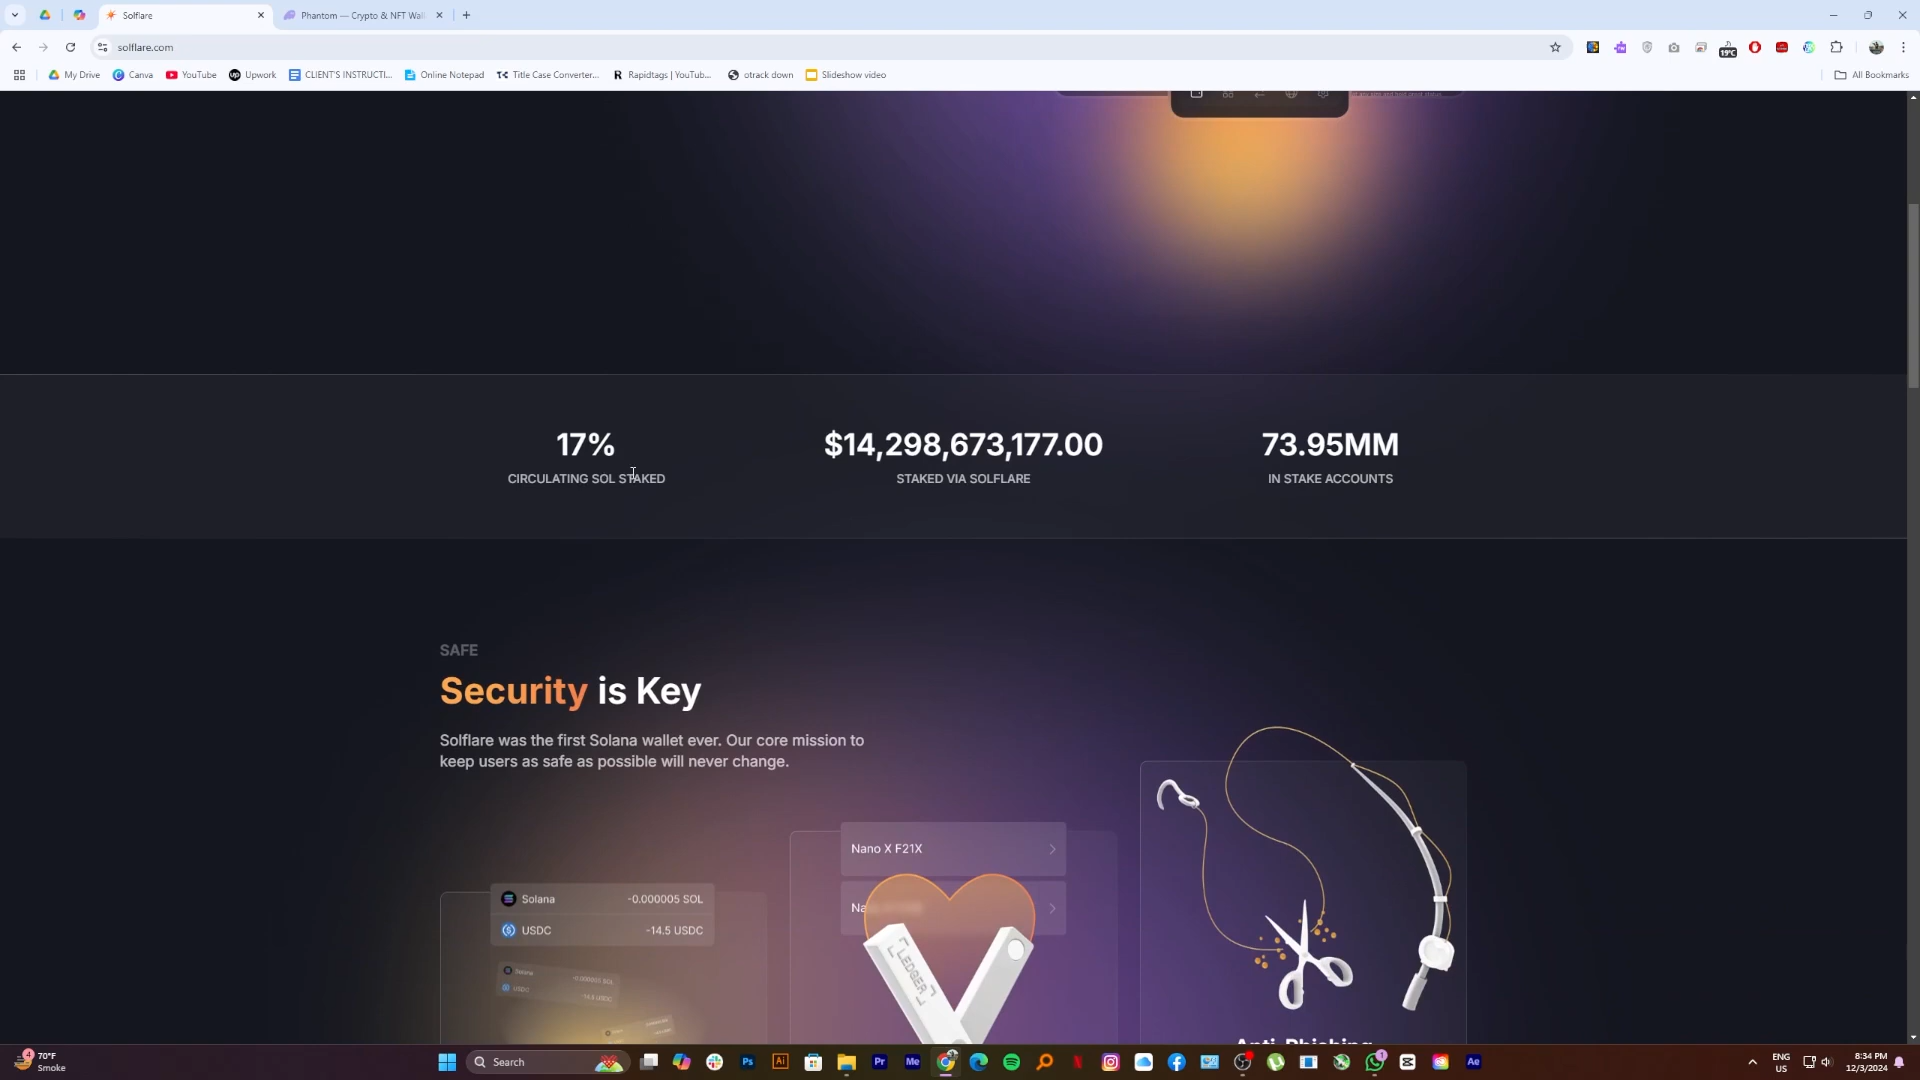 Solflare
Phantom — Crypto & NFT Wall
solflare.com
19°C
My Drive
Canva
YouTube
Upwork
CLIENT'S INSTRUCTI...
Online Notepad
Title Case Converter...
Rapidtags | YouTub...
otrack down
Slideshow video
All Bookmarks
17%
CIRCULATING SOL STAKED
$14,298,673,177.00
STAKED VIA SOLFLARE
73.95MM
IN STAKE ACCOUNTS
SAFE
Security is Key
Solflare was the first Solana wallet ever. Our core mission to
keep users as safe as possible will never change.
Nano X F21X
Solana
-0.000005 SOL
USDC
-14.5 USDC
LEDGER
Anti-Phishing
4
70°F
Smoke
Search
ENG
US
8:34 PM
12/3/2024